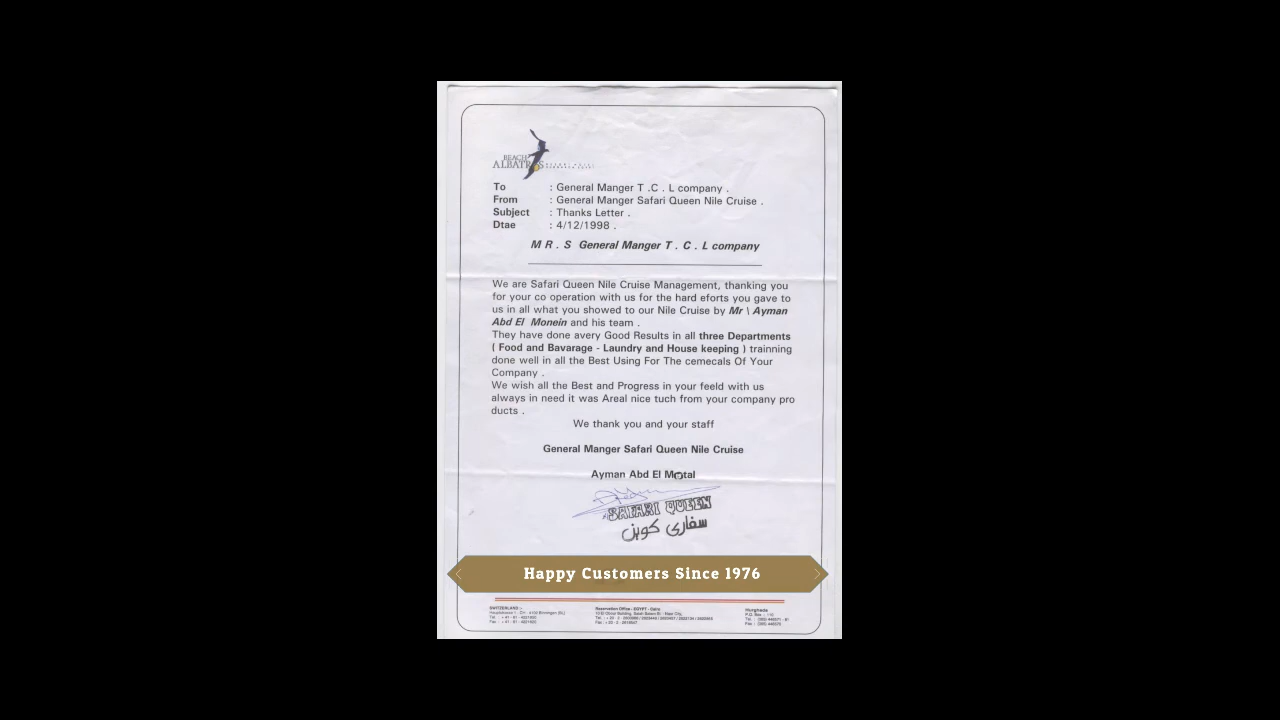 BEACH
ALBATROS
To : General Manger T .C . L company .
From : General Manger Safari Queen Nile Cruise .
Subject : Thanks Letter .
Dtae : 4/12/1998 .
M R . S General Manger T . C . L company
We are Safari Queen Nile Cruise Management, thanking you
for your co operation with us for the hard eforts you gave to
us in all what you showed to our Nile Cruise by Mr \ Ayman
Abd El Monein and his team .
They have done avery Good Results in all three Departments
( Food and Bavarage - Laundry and House keeping ) trainning
done well in all the Best Using For The cemecals Of Your
Company .
We wish all the Best and Progress in your feeld with us
always in need it was Areal nice tuch from your company pro
ducts .
We thank you and your staff
General Manger Safari Queen Nile Cruise
Ayman Abd El Motal
SAFARI QUEEN
سفاري كوين
Happy Customers Since 1976
SWITZERLAND :-
Reservation Office : EGYPT - Cairo
Hurghada